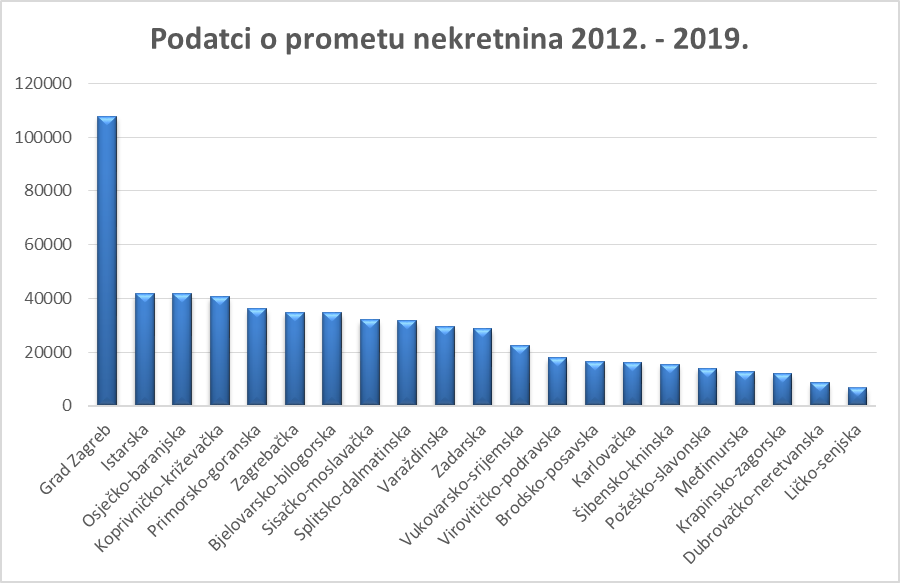 Podatci o prometu nekretnina 2012. - 2019.
120000
100000
80000
60000
40000
20000
0
Grad Zagreb
Istarska
Osječko-baranjska
Koprivničko-križevačka
Primorsko-goranska
Zagrebačka
Bjelovarsko-bilogorska
Sisačko-moslavačka
Splitsko-dalmatinska
Varaždinska
Zadarska
Vukovarsko-srijemska
Virovitičko-podravska
Brodsko-posavska
Karlovačka
Šibensko-kninska
Požeško-slavonska
Međimurska
Krapinsko-zagorska
Dubrovačko-neretvanska
Ličko-senjska